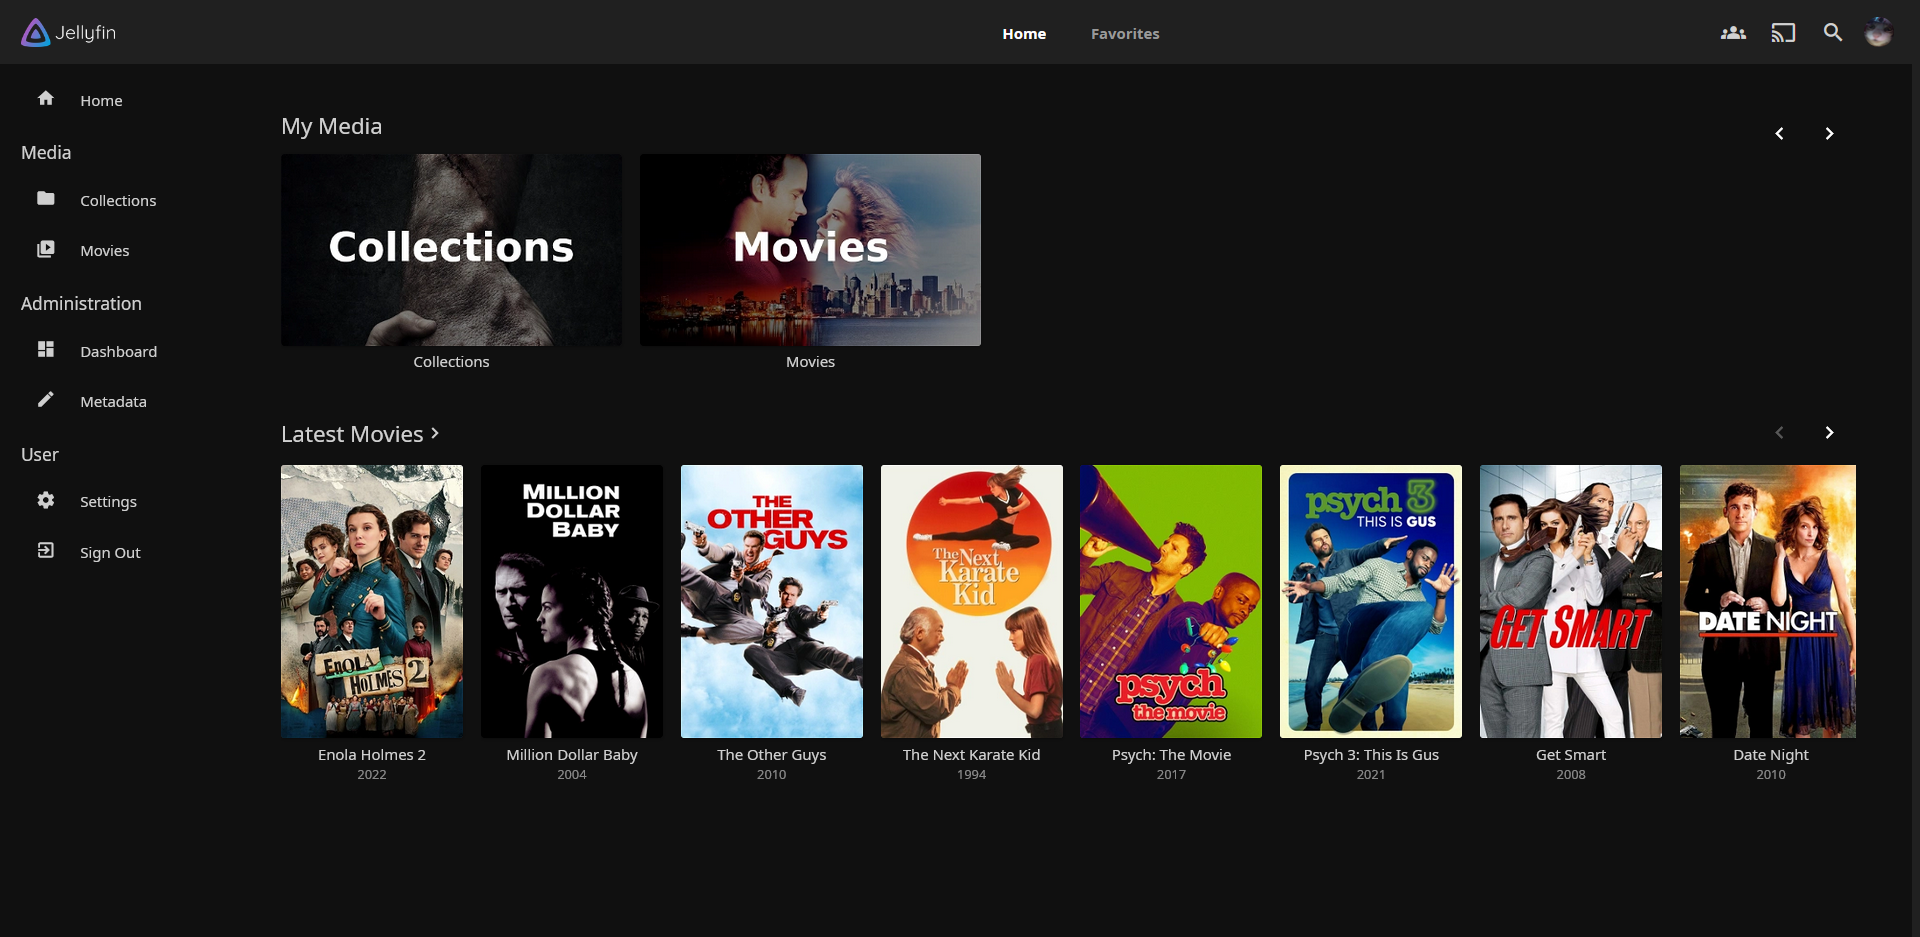 Jellyfin
Home
Favorites
Home
Media
Collections
Movies
Administration
Dashboard
Metadata
User
Settings
Sign Out
My Media
Collections
Movies
Collections
Movies
Latest Movies
ENOLA
HOLMES 2
MILLION
DOLLAR
BABY
THE
OTHER
GUYS
The Next
Karate
Kid
psych
the movie
psych 3
THIS IS GUS
GET SMART
DATE NIGHT
Enola Holmes 2
Million Dollar Baby
The Other Guys
The Next Karate Kid
Psych: The Movie
Psych 3: This Is Gus
Get Smart
Date Night
2022
2004
2010
1994
2017
2021
2008
2010